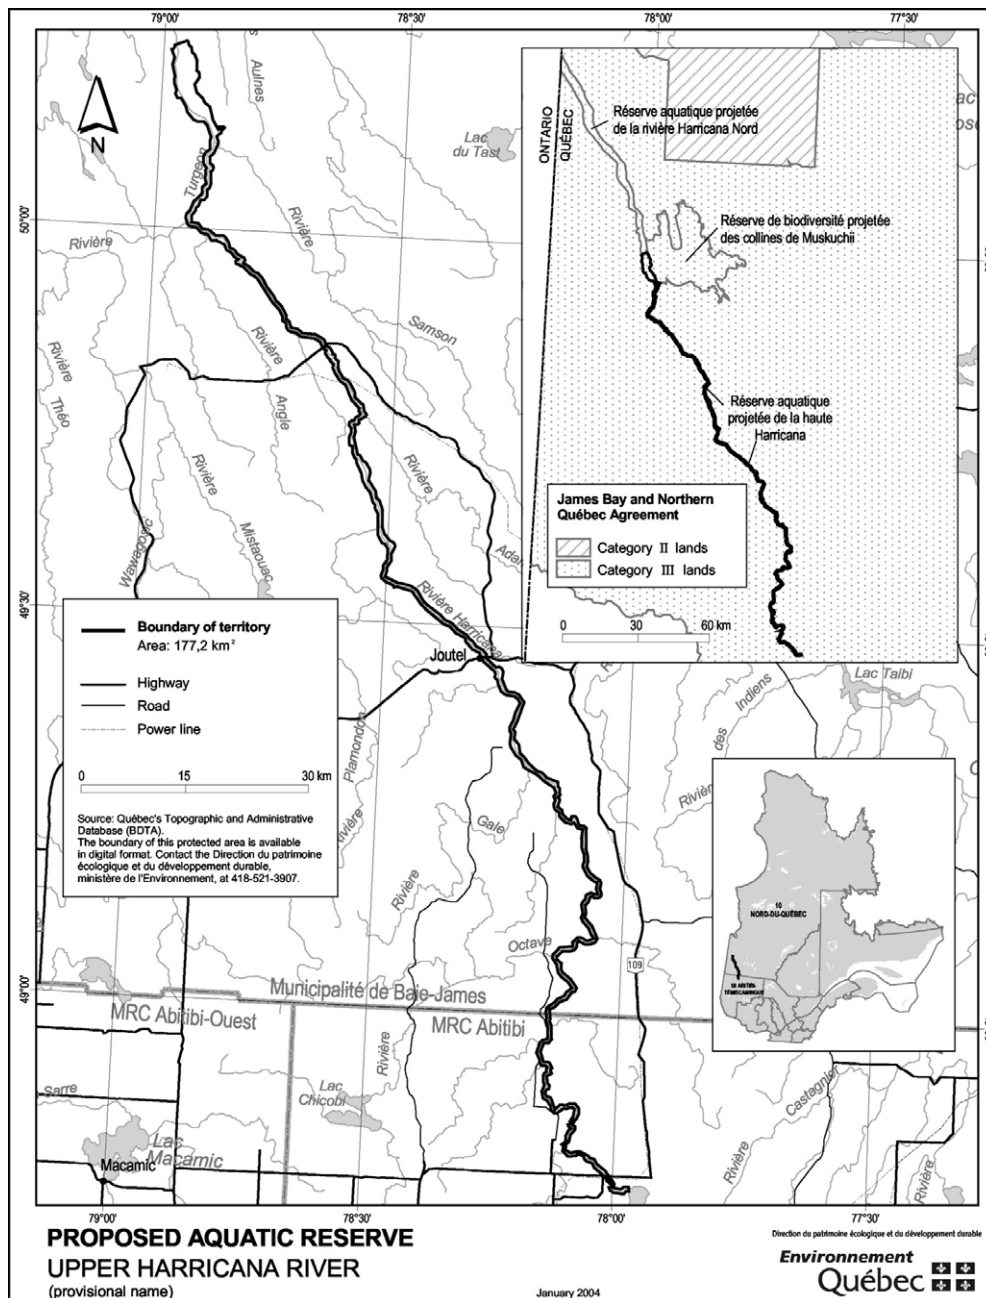 79°00'
78°30'
78°00'
77°30'
N
Aulnes
Lac
du Tast
Turgeon
50°00'
Rivière
Rivière
Samson
Rivière
Théo
Rivière
Angle
Rivière
Rivière
Mistaouac
Wawagosic
49°30'
Rivière Harricana
Joutel
ONTARIO
QUÉBEC
Réserve aquatique projetée
de la rivière Harricana Nord
Réserve de biodiversité projetée
des collines de Muskuchii
Réserve aquatique
projetée de la haute
Harricana
James Bay and Northern
Québec Agreement
Category II lands
Category III lands
0 30 60 km
Boundary of territory
Area: 177,2 km²
Highway
Road
Power line
0 15 30 km
Source: Québec's Topographic and Administrative
Database (BDTA).
The boundary of this protected area is available
in digital format. Contact the Direction du patrimoine
écologique et du développement durable,
ministère de l'Environnement, at 418-521-3907.
Plamondon
Rivière
Gale
Rivière
Octave
109
Lac Taibi
des Indiens
Rivière
10
NORD-DU-QUÉBEC
08 ABITIBI-
TÉMISCAMINGUE
49°00'
Municipalité de Baie-James
MRC Abitibi-Ouest
MRC Abitibi
Rivière
Lac
Chicobi
Sarre
Lac
Macamic
Macamic
Rivière
Castagnier
Rivière
79°00'
78°30'
78°00'
77°30'
PROPOSED AQUATIC RESERVE
UPPER HARRICANA RIVER
(provisional name)
January 2004
Direction du patrimoine écologique et du développement durable
Environnement
Québec